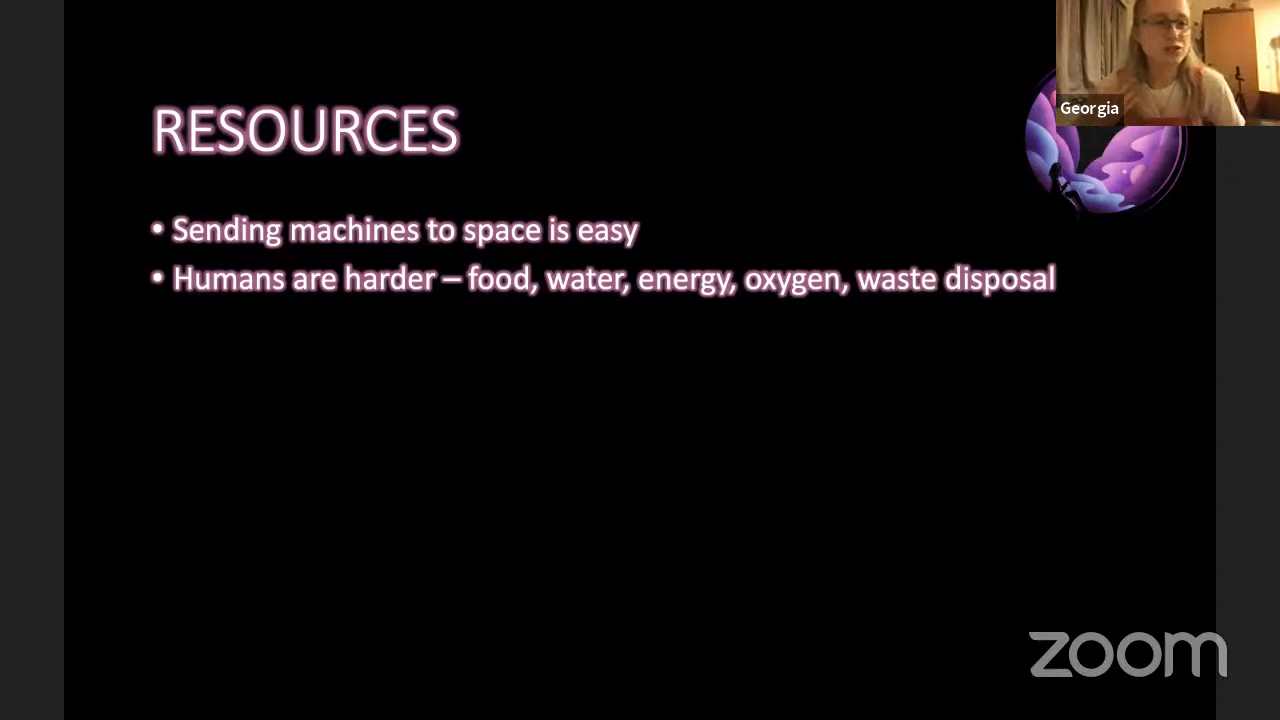 Georgia
RESOURCES
• Sending machines to space is easy
• Humans are harder – food, water, energy, oxygen, waste disposal
zoom